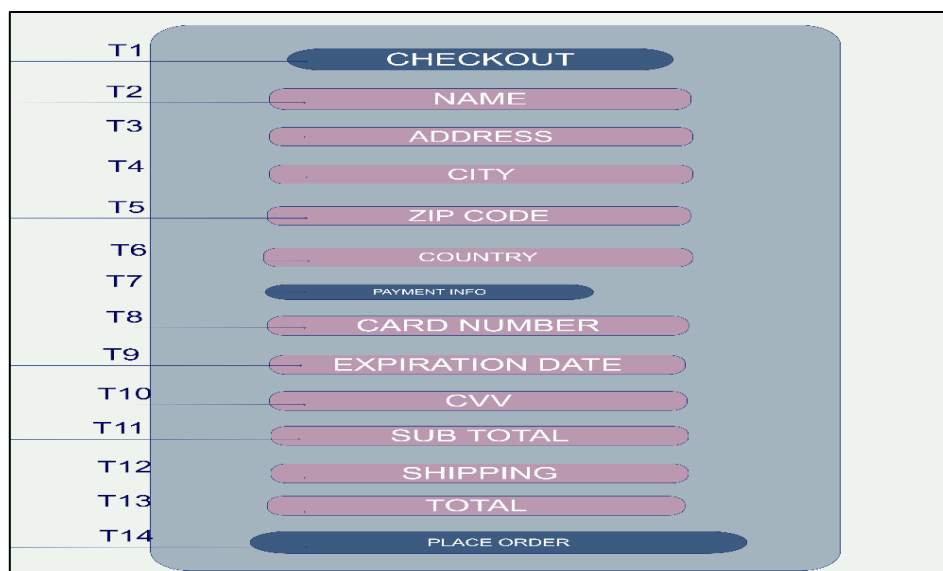 T1 CHECKOUT
T2 NAME
T3 ADDRESS
T4 CITY
T5 ZIP CODE
T6 COUNTRY
T7 PAYMENT INFO
T8 CARD NUMBER
T9 EXPIRATION DATE
T10 CVV
T11 SUB TOTAL
T12 SHIPPING
T13 TOTAL
T14 PLACE ORDER